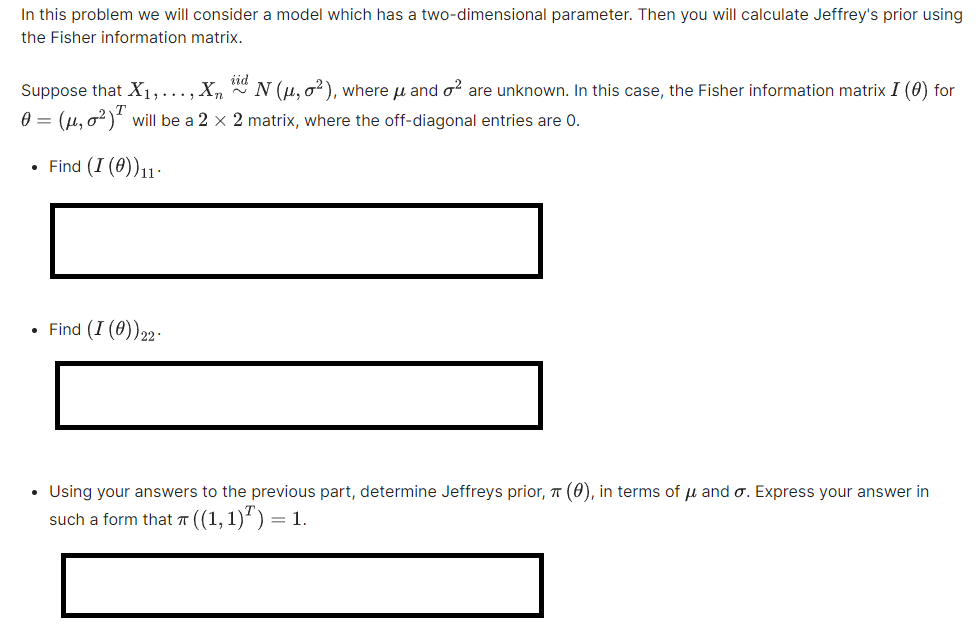 In this problem we will consider a model which has a two-dimensional parameter. Then you will calculate Jeffrey's prior using
the Fisher information matrix.
Suppose that $X_1, \ldots, X_n \stackrel{iid}{\sim} N(\mu, \sigma^2)$, where $\mu$ and $\sigma^2$ are unknown. In this case, the Fisher information matrix $I(\theta)$ for
$\theta = (\mu, \sigma^2)^T$ will be a $2 \times 2$ matrix, where the off-diagonal entries are 0.
• Find $(I(\theta))_{11}$.
• Find $(I(\theta))_{22}$.
• Using your answers to the previous part, determine Jeffreys prior, $\pi(\theta)$, in terms of $\mu$ and $\sigma$. Express your answer in
such a form that $\pi((1,1)^T) = 1$.